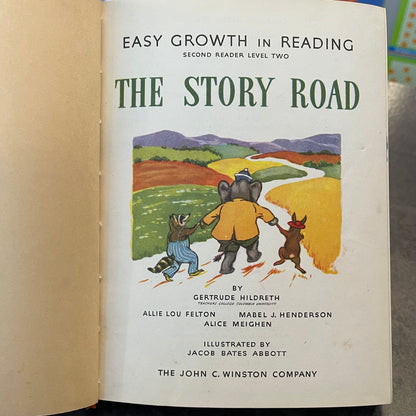 EASY GROWTH IN READING
SECOND READER LEVEL TWO
THE STORY ROAD
BY
GERTRUDE HILDRETH
TEACHERS COLLEGE COLUMBIA UNIVERSITY
ALLIE LOU FELTON MABEL J. HENDERSON
ALICE MEIGHEN
ILLUSTRATED BY
JACOB BATES ABBOTT
THE JOHN C. WINSTON COMPANY